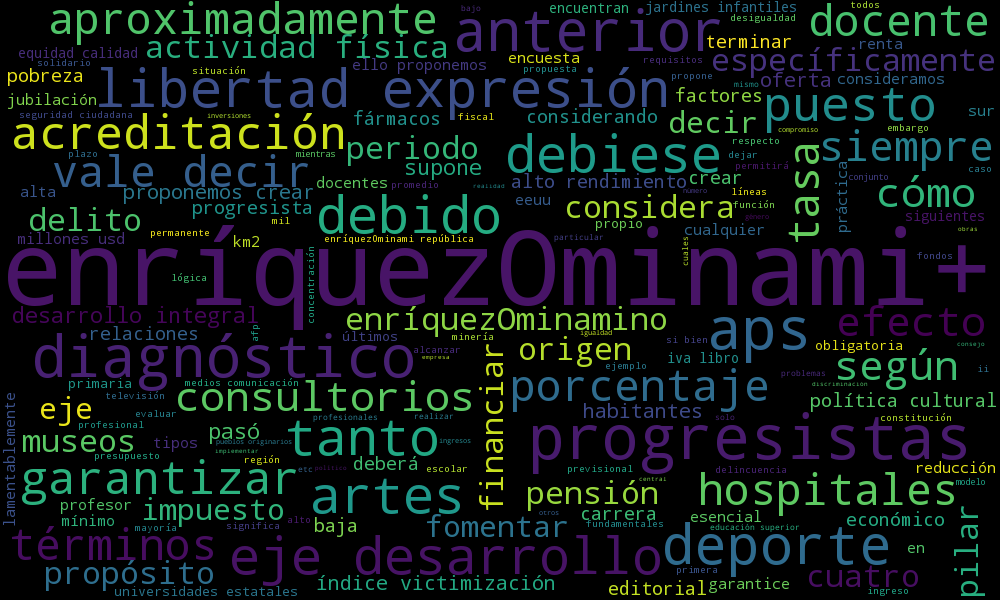 bajo
encuentran
jardines infantiles
todos
aproximadamente
anterior
desigualdad
docente
equidad calidad
actividad física
terminar
renta
solidario
ello proponemos
encuesta
requisitos
específicamente
pobreza
situación
propuesta
propone
mismo
oferta
consideramos
jubilación
libertad expresión
factores
puesto
sur
seguridad ciudadana
inversiones
fármacos
fiscal
considerando
decir
compromiso
embargo
acreditación
periodo
debiese
respecto
tasa
siempre
plazo
mientras
vale decir
supone
dejar
permitirá
práctica
caso
alta
proponemos crear
docentes
promedio
realidad
alto rendimiento
crear
líneas
conjunto
cómo
progresista
eeuu
numero
función
delito
mil
debido
considera
propio
género
siguientes
millones usd
permanente
km2
enríquezOminami república
particular
cualquier
obras
enríquezOminami+
lógica
concentración
cuales
fondos
desarrollo integral
enríquezOminamino
aps
efecto
relaciones
afp
últimos
minería
igualdad
si bien
obligatoria
consejo
diagnóstico
alcanzar
empresa
origen
iva libro
según
ejemplo
problemas
ii
primaria
medios comunicación
financiar
porcentaje
discriminación
televisión
consultorios
política cultural
lamentablemente
eje
evaluar
profesionales
realizar
habitantes
solo
constitución
profesional
pasó
museos
tipos
pueblos originarios
tanto
ingresos
progresistas
implementar
presupuesto
región
deberá
escolar
previsional
delincuencia
reducción
garantizar
etc
político
central
modelo
profesor
impuesto
artes
pensión
hospitales
otros
carrera
esencial
mínimo
mayoría
significa
alto
baja
fomentar
fundamentales
educación superior
económico
pilar
términos
eje desarrollo
deporte
en
propósito
primera
cuatro
universidades estatales
índice victimización
editorial
garantice
ingreso